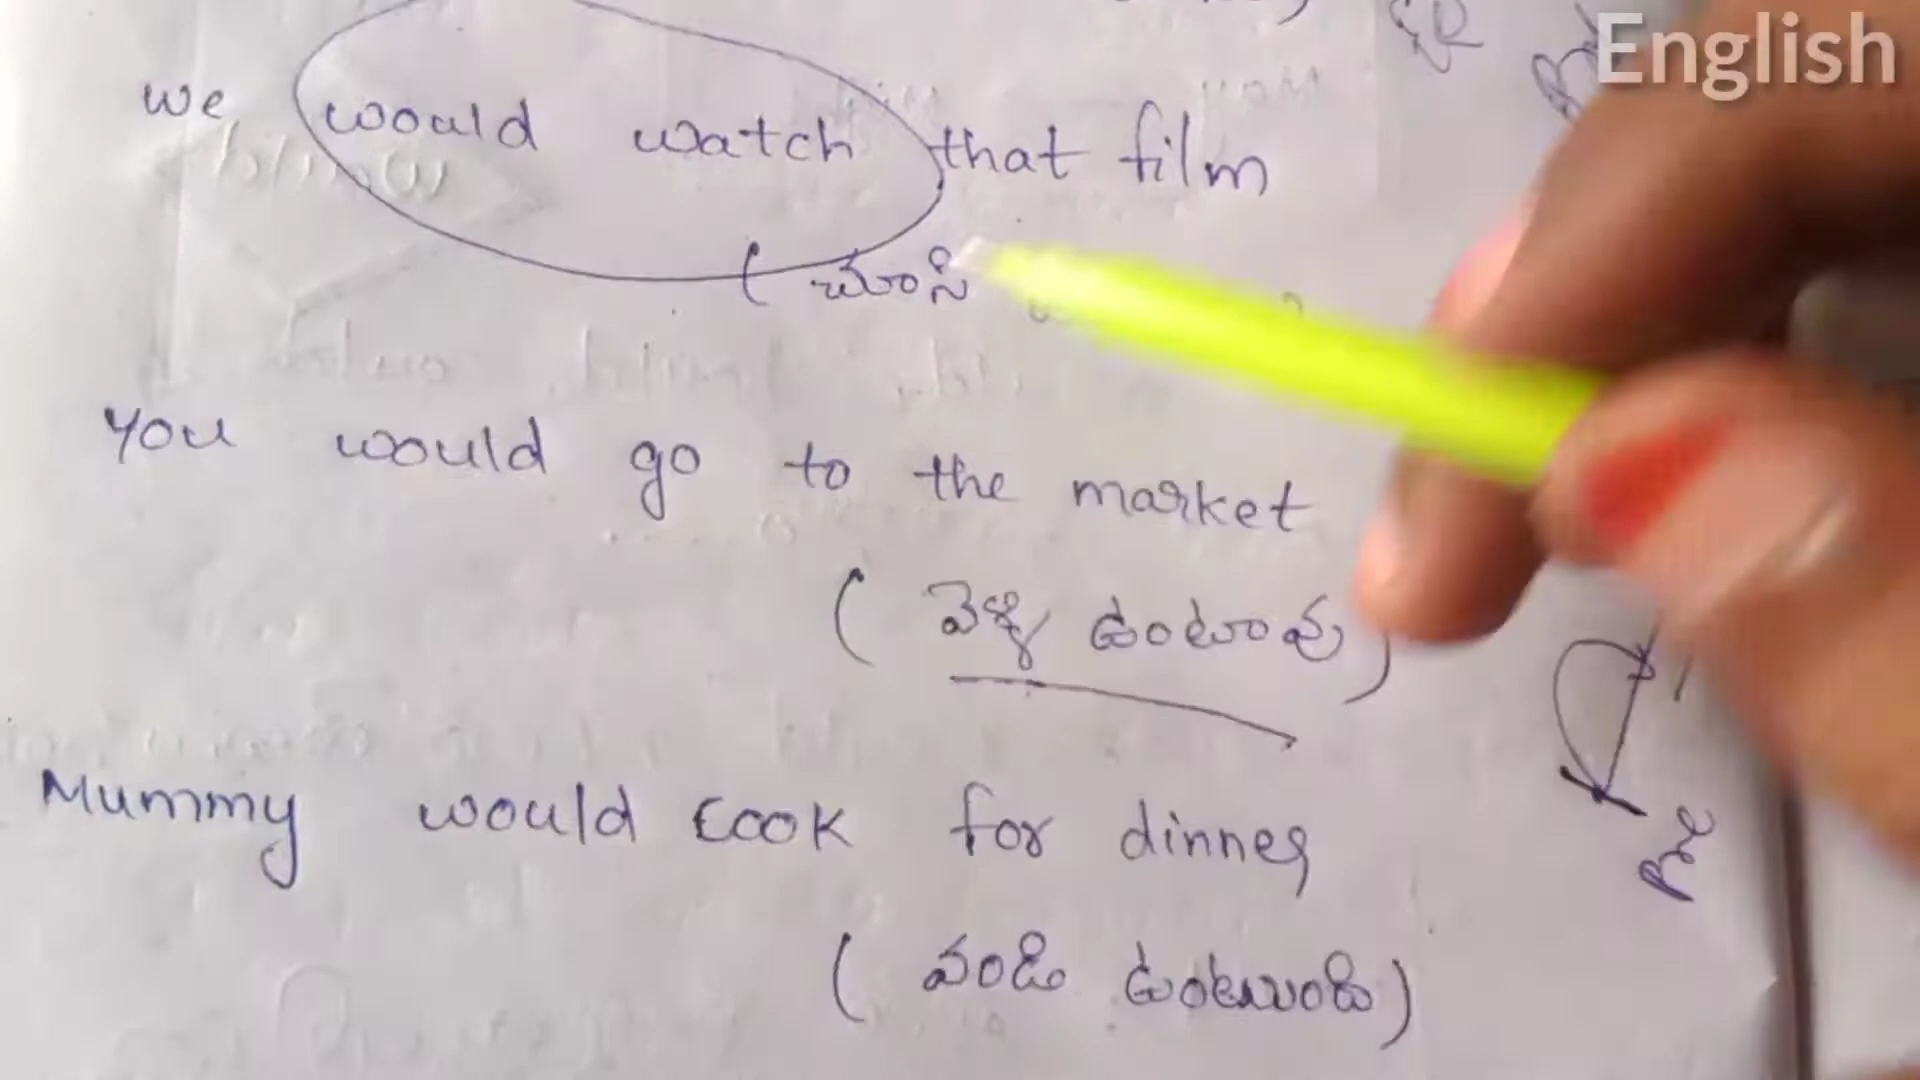 English
we would watch that film
( చూసి
You would go to the market
( వెళ్ళి ఉంటావు )
Mummy would cook for dinner
( వండి ఉంటుంది )